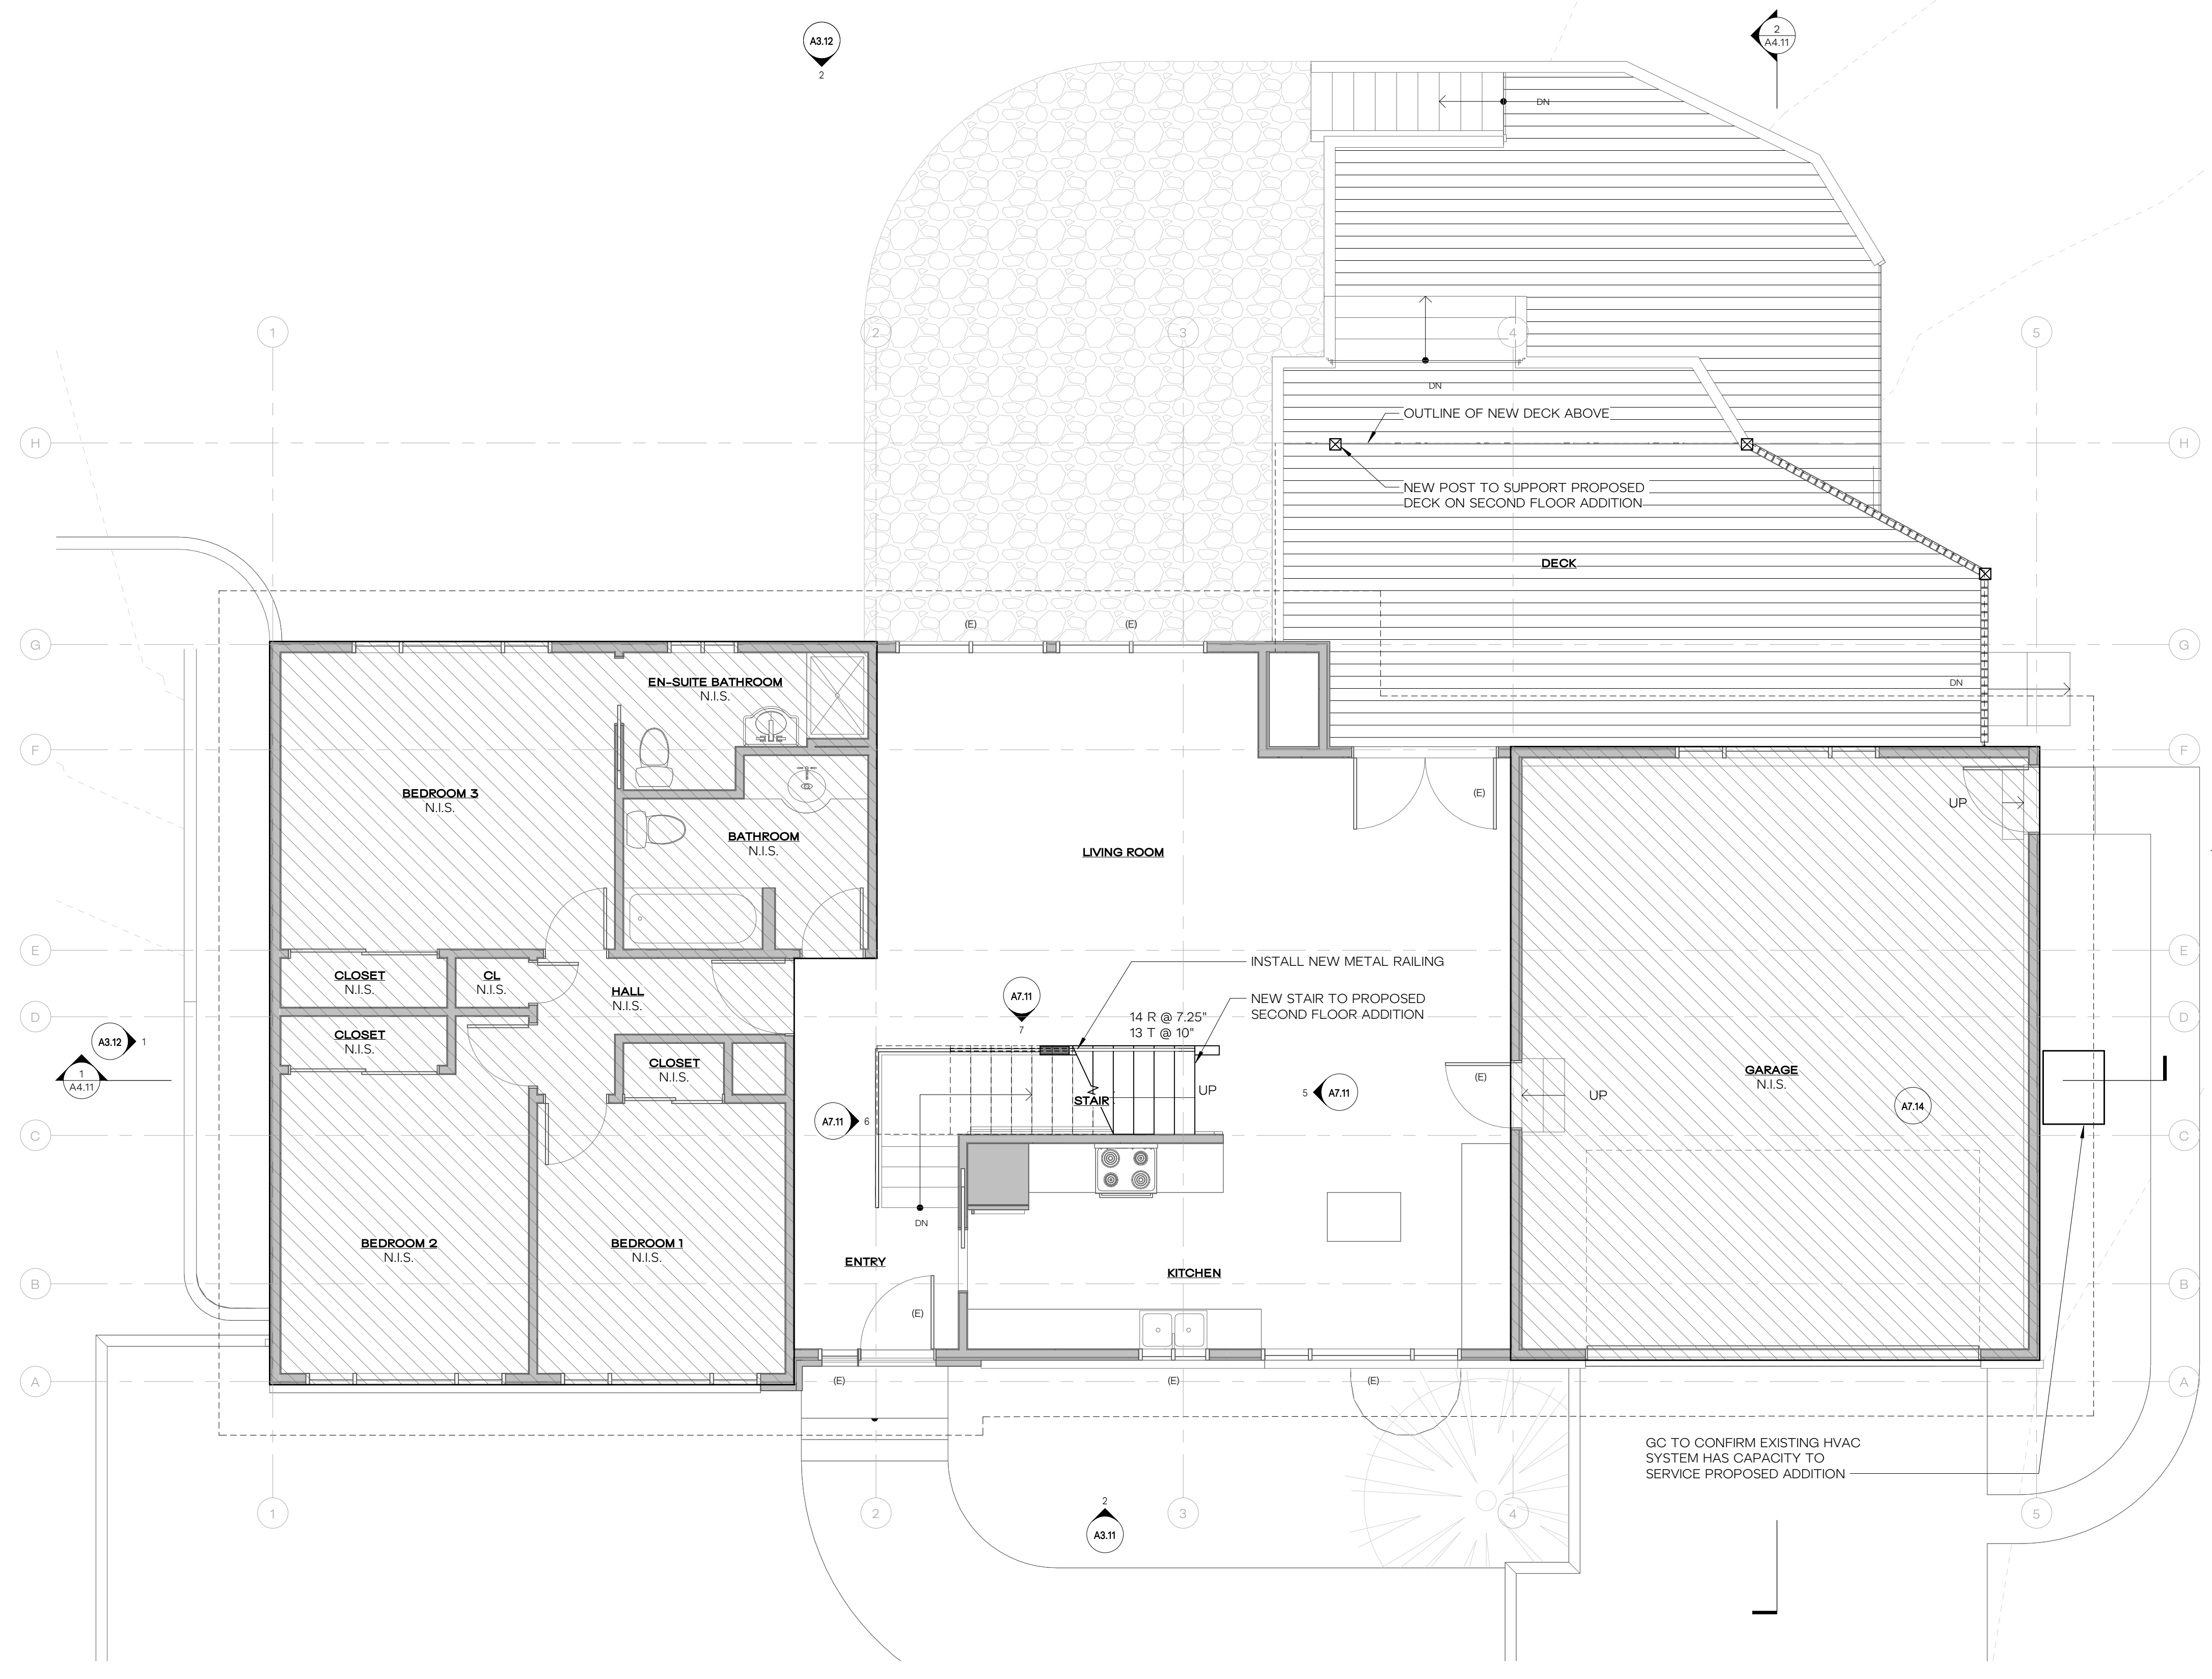 A3.12
2
2
A4.11
DN
1
2
3
4
5
DN
OUTLINE OF NEW DECK ABOVE
H
H
NEW POST TO SUPPORT PROPOSED
DECK ON SECOND FLOOR ADDITION
DECK
(E)
(E)
G
G
EN-SUITE BATHROOM
N.I.S.
DN
F
F
BEDROOM 3
N.I.S.
(E)
UP
BATHROOM
N.I.S.
LIVING ROOM
E
E
INSTALL NEW METAL RAILING
CLOSET
N.I.S.
CL
N.I.S.
HALL
N.I.S.
A7.11
7
NEW STAIR TO PROPOSED
SECOND FLOOR ADDITION
14 R @ 7.25"
13 T @ 10"
D
D
A3.12
1
CLOSET
N.I.S.
CLOSET
N.I.S.
1
A4.11
GARAGE
N.I.S.
(E)
UP
5
A7.11
UP
STAIR
A7.14
A7.11
6
C
C
DN
BEDROOM 2
N.I.S.
BEDROOM 1
N.I.S.
ENTRY
KITCHEN
B
B
(E)
A
(E)
(E)
(E)
A
GC TO CONFIRM EXISTING HVAC
SYSTEM HAS CAPACITY TO
SERVICE PROPOSED ADDITION
1
2
3
4
5
2
A3.11